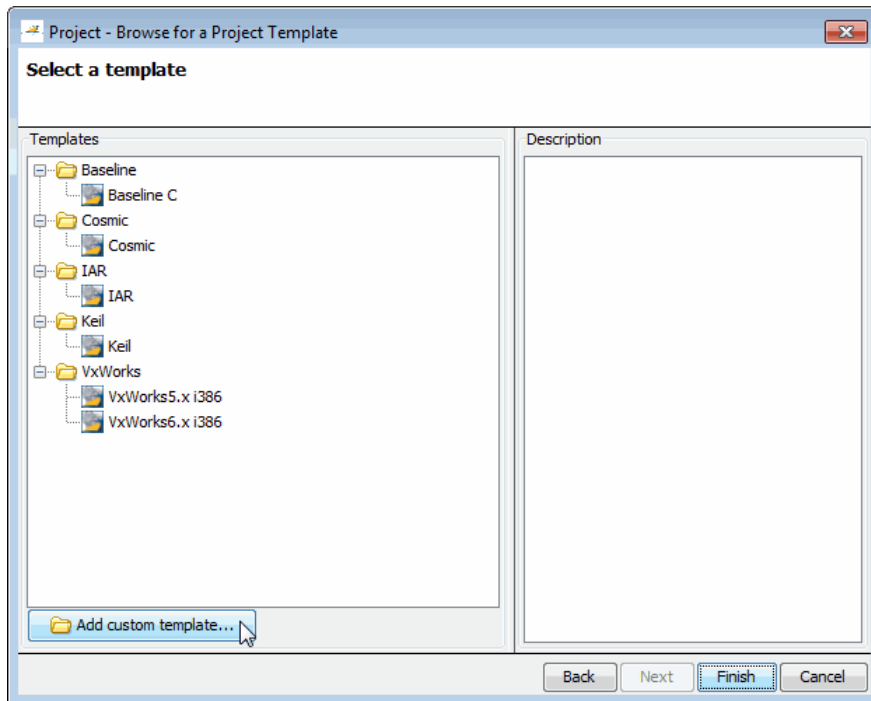 Project - Browse for a Project Template
Select a template
Templates
Baseline
Baseline C
Cosmic
Cosmic
IAR
IAR
Keil
Keil
VxWorks
VxWorks5.x i386
VxWorks6.x i386
Add custom template...
Description
Back
Next
Finish
Cancel